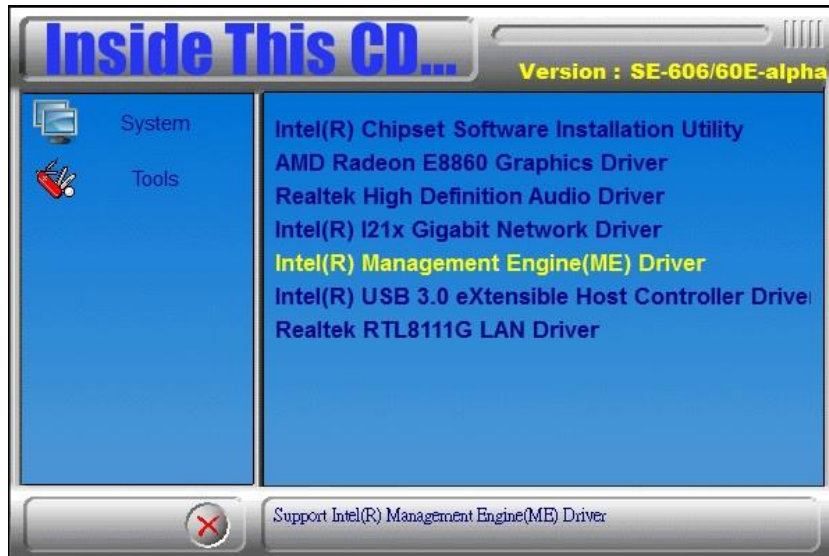 Inside This CD...
Version : SE-606/60E-alpha
System
Tools
Intel(R) Chipset Software Installation Utility
AMD Radeon E8860 Graphics Driver
Realtek High Definition Audio Driver
Intel(R) I21x Gigabit Network Driver
Intel(R) Management Engine(ME) Driver
Intel(R) USB 3.0 eXtensible Host Controller Drive
Realtek RTL8111G LAN Driver
Support Intel(R) Management Engine(ME) Driver